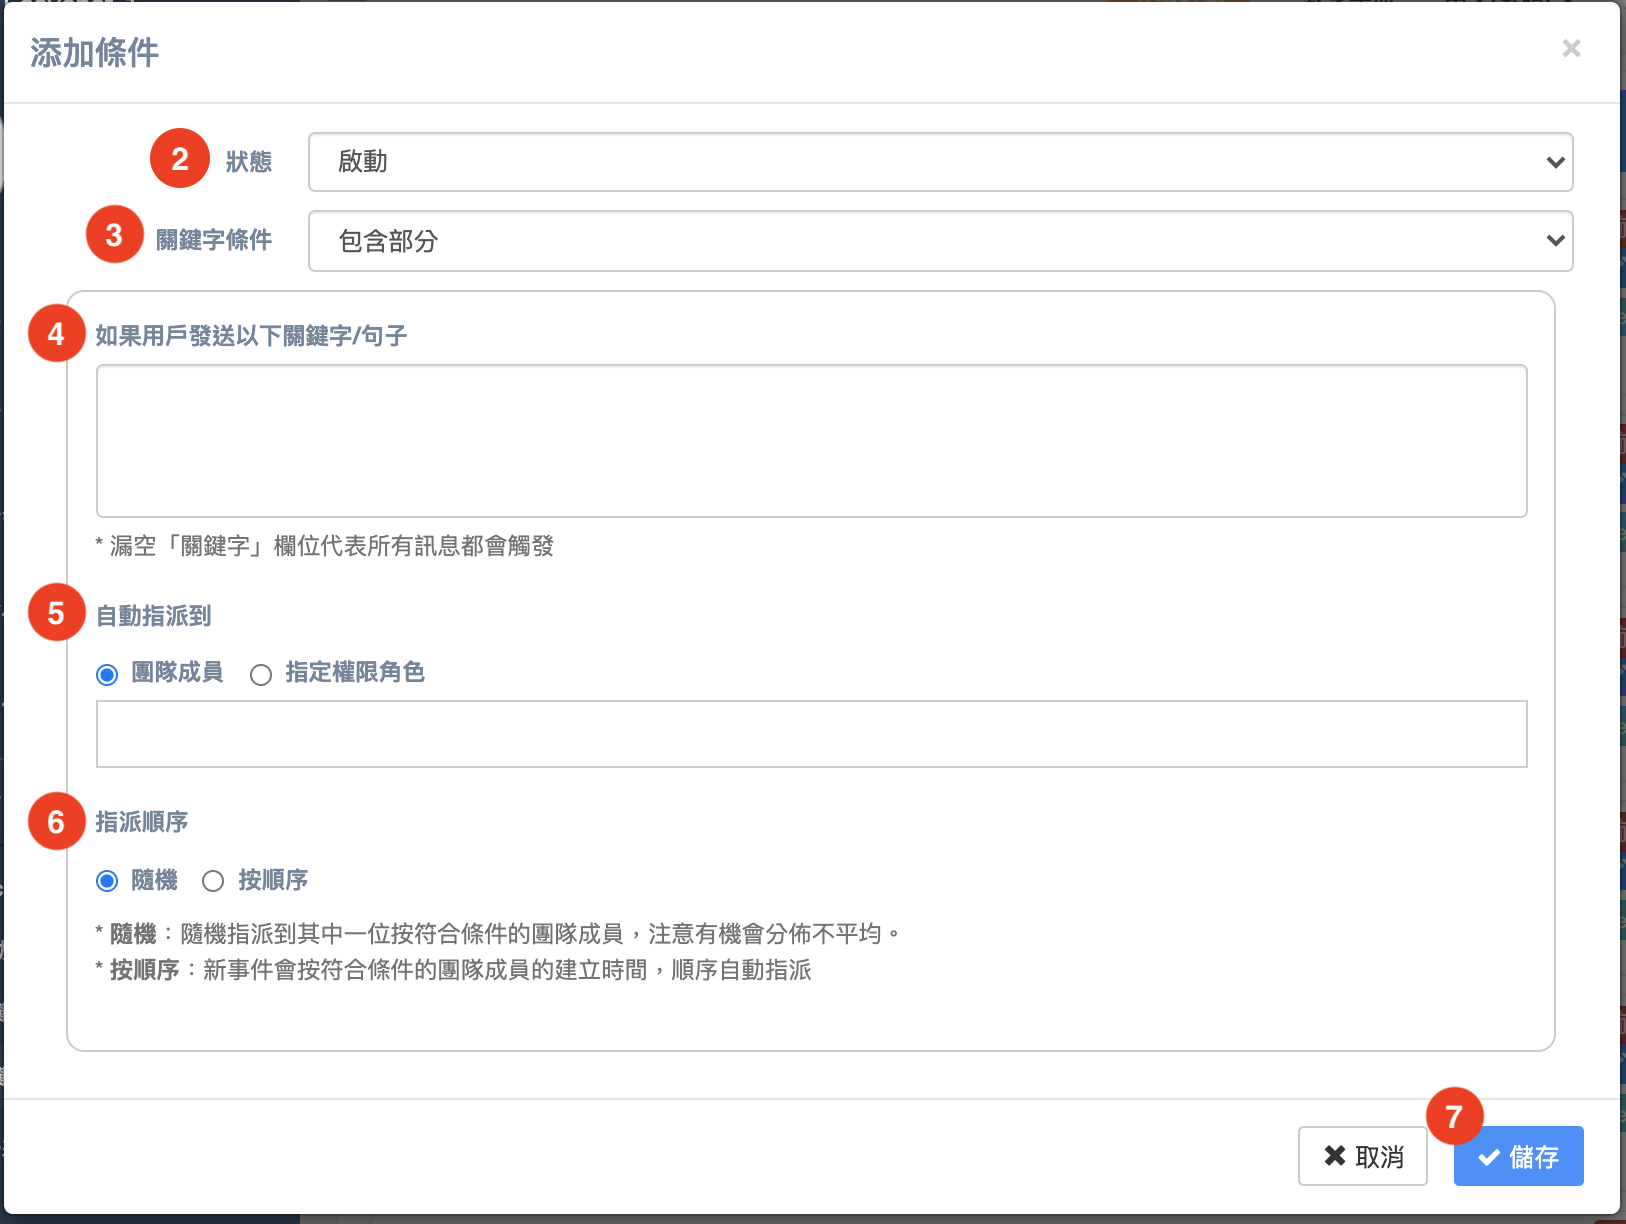 添加條件
×
2 狀態 啟動
3 關鍵字條件 包含部分
4 如果用戶發送以下關鍵字/句子
* 漏空「關鍵字」欄位代表所有訊息都會觸發
5 自動指派到
團隊成員 指定權限角色
6 指派順序
隨機 按順序
* 隨機：隨機指派到其中一位按符合條件的團隊成員，注意有機會分佈不平均。
* 按順序：新事件會按符合條件的團隊成員的建立時間，順序自動指派
7
取消 儲存